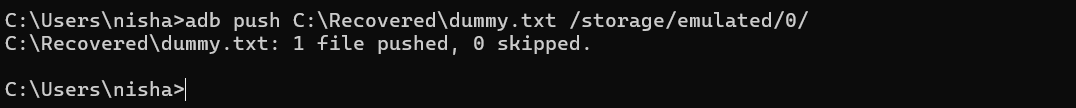 C:\Users\nisha>adb push C:\Recovered\dummy.txt /storage/emulated/0/
C:\Recovered\dummy.txt: 1 file pushed, 0 skipped.
C:\Users\nisha>